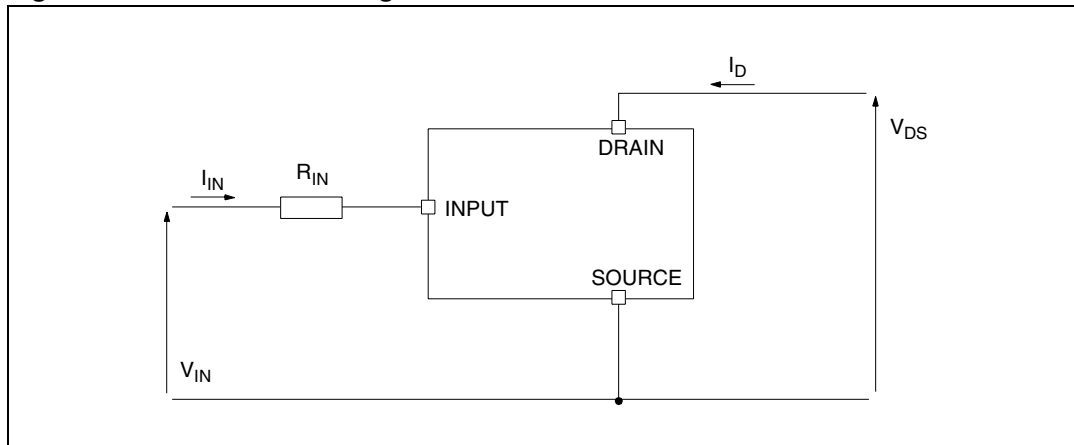 I_D
DRAIN
V_DS
R_IN
I_IN
INPUT
SOURCE
V_IN